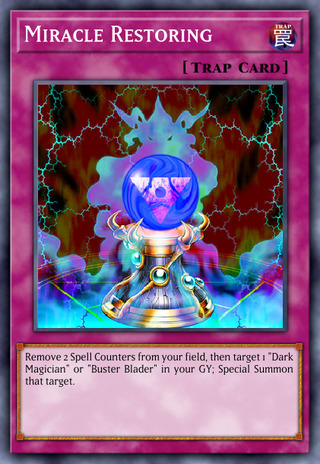 Miracle Restoring
TRAP
罠
[Trap Card]
Remove 2 Spell Counters from your field, then target 1 "Dark
Magician" or "Buster Blader" in your GY; Special Summon
that target.